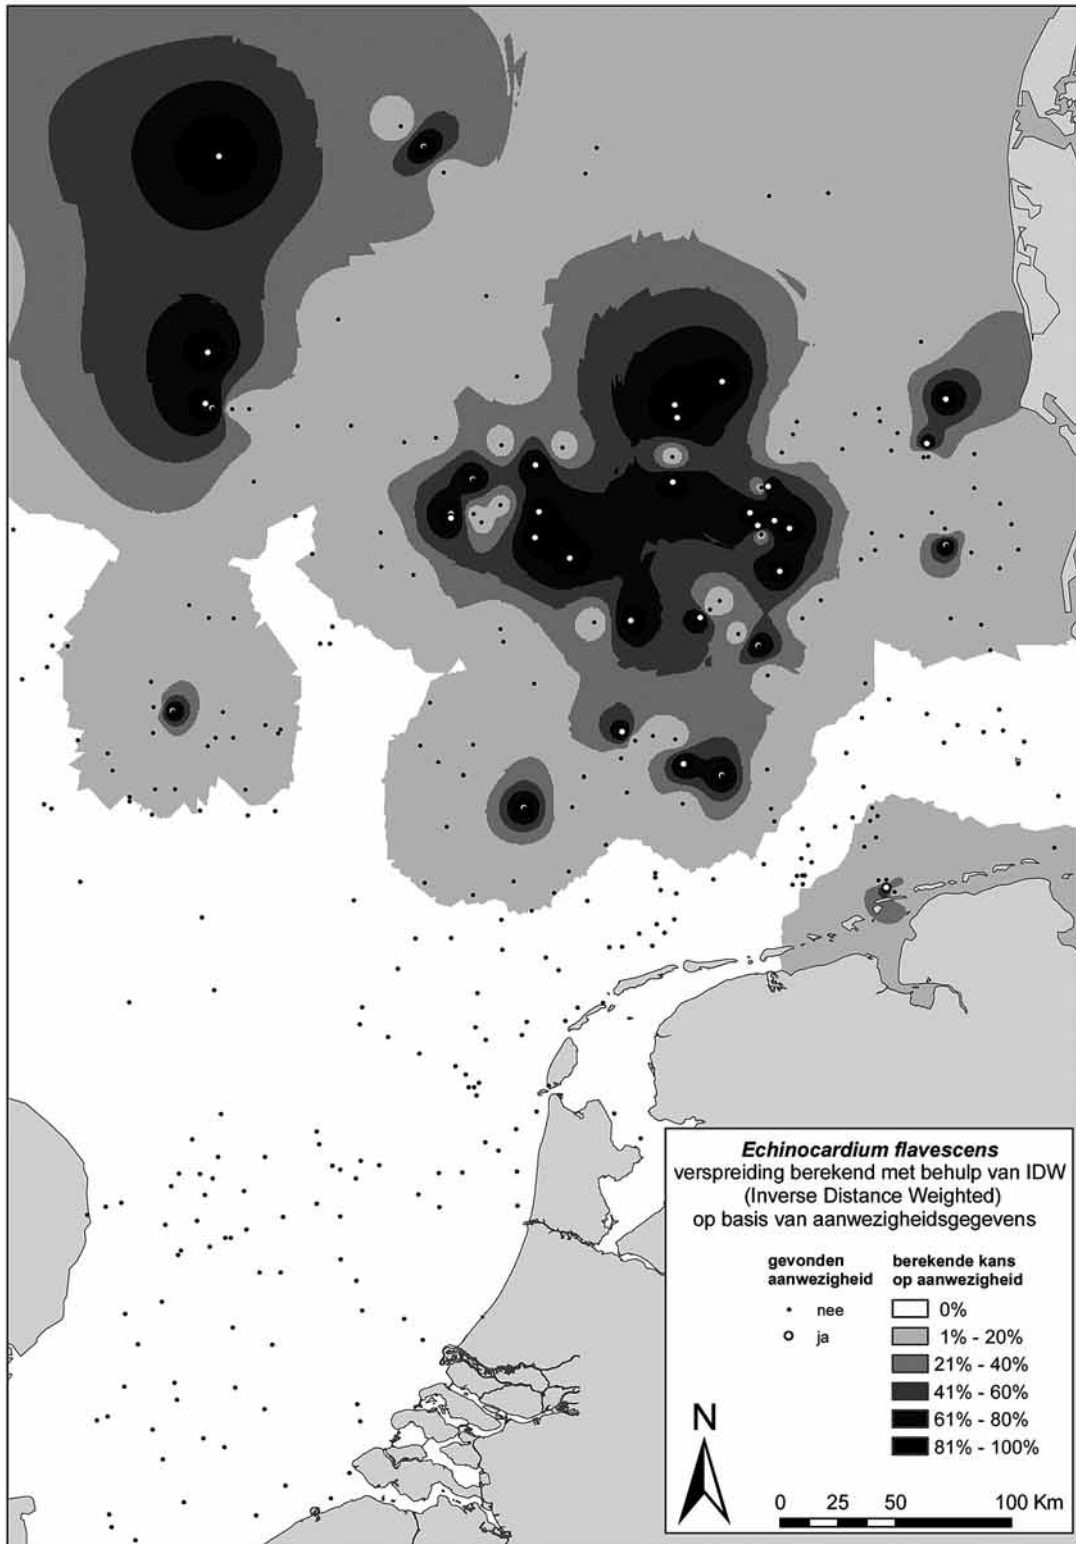 Echinocardium flavescens
verspreiding berekend met behulp van IDW
(Inverse Distance Weighted)
op basis van aanwezigheidsgegevens
gevonden
aanwezigheid
nee
ja
berekende kans
op aanwezigheid
0%
1% - 20%
21% - 40%
41% - 60%
61% - 80%
81% - 100%
N
0 25 50 100 Km